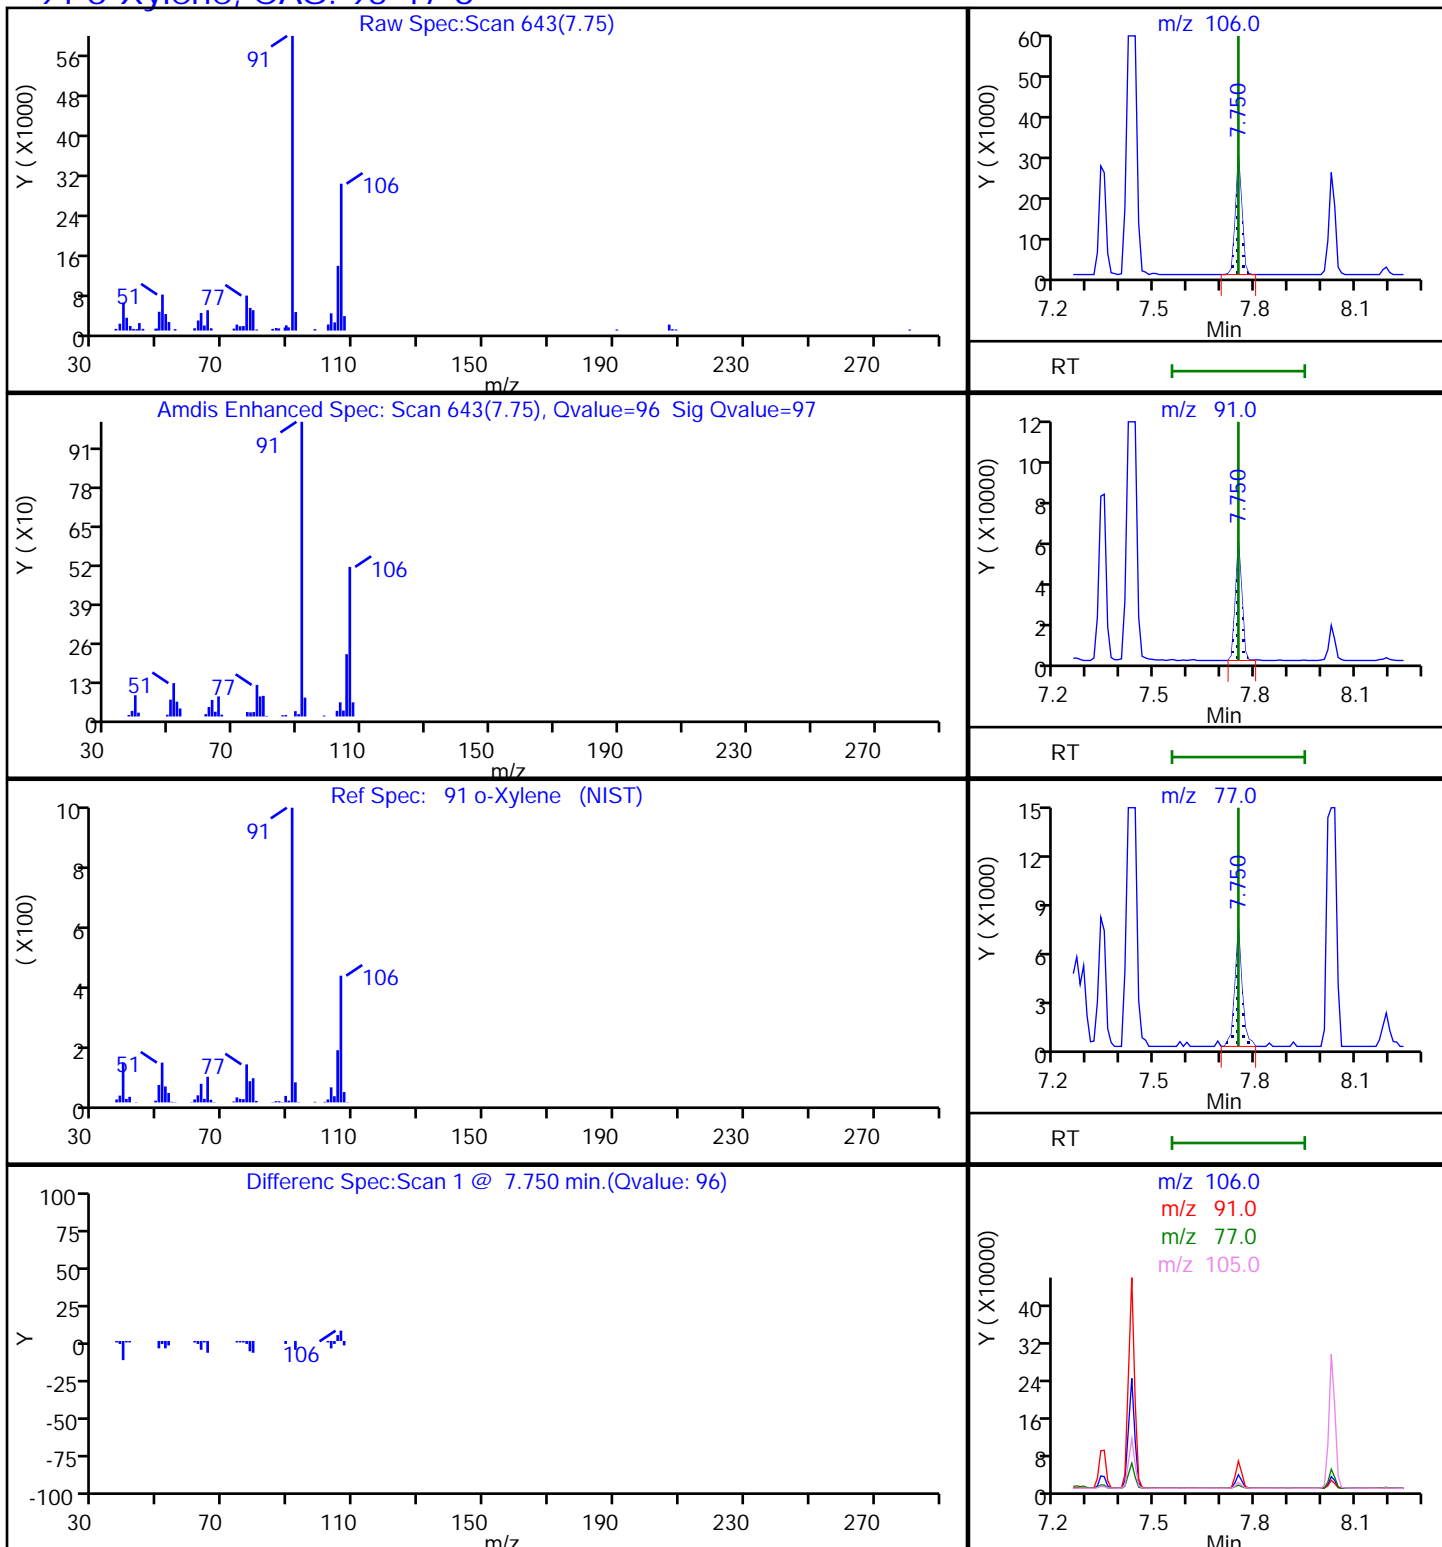 91 o-Xylene, CAS: 95-47-6
Raw Spec:Scan 643(7.75)
Y ( X1000)
56
48
40
32
24
16
8
0
91
106
51
77
30 70 110 150 190 230 270
m/z
m/z 106.0
Y ( X1000)
60
50
40
30
20
10
0
7.750
7.2 7.5 7.8 8.1
Min
RT
Amdis Enhanced Spec: Scan 643(7.75), Qvalue=96 Sig Qvalue=97
Y ( X10)
91
78
65
52
39
26
13
0
91
106
51
77
30 70 110 150 190 230 270
m/z
m/z 91.0
Y ( X10000)
12
10
8
6
4
2
0
7.750
7.2 7.5 7.8 8.1
Min
RT
Ref Spec: 91 o-Xylene (NIST)
( X100)
10
8
6
4
2
0
91
106
51
77
30 70 110 150 190 230 270
m/z 77.0
Y ( X1000)
15
12
9
6
3
0
7.750
7.2 7.5 7.8 8.1
Min
RT
Differenc Spec:Scan 1 @ 7.750 min.(Qvalue: 96)
Y
100
75
50
25
0
-25
-50
-75
-100
106
30 70 110 150 190 230 270
m/z
m/z 106.0
m/z 91.0
m/z 77.0
m/z 105.0
Y ( X10000)
40
32
24
16
8
0
7.2 7.5 7.8 8.1
Min